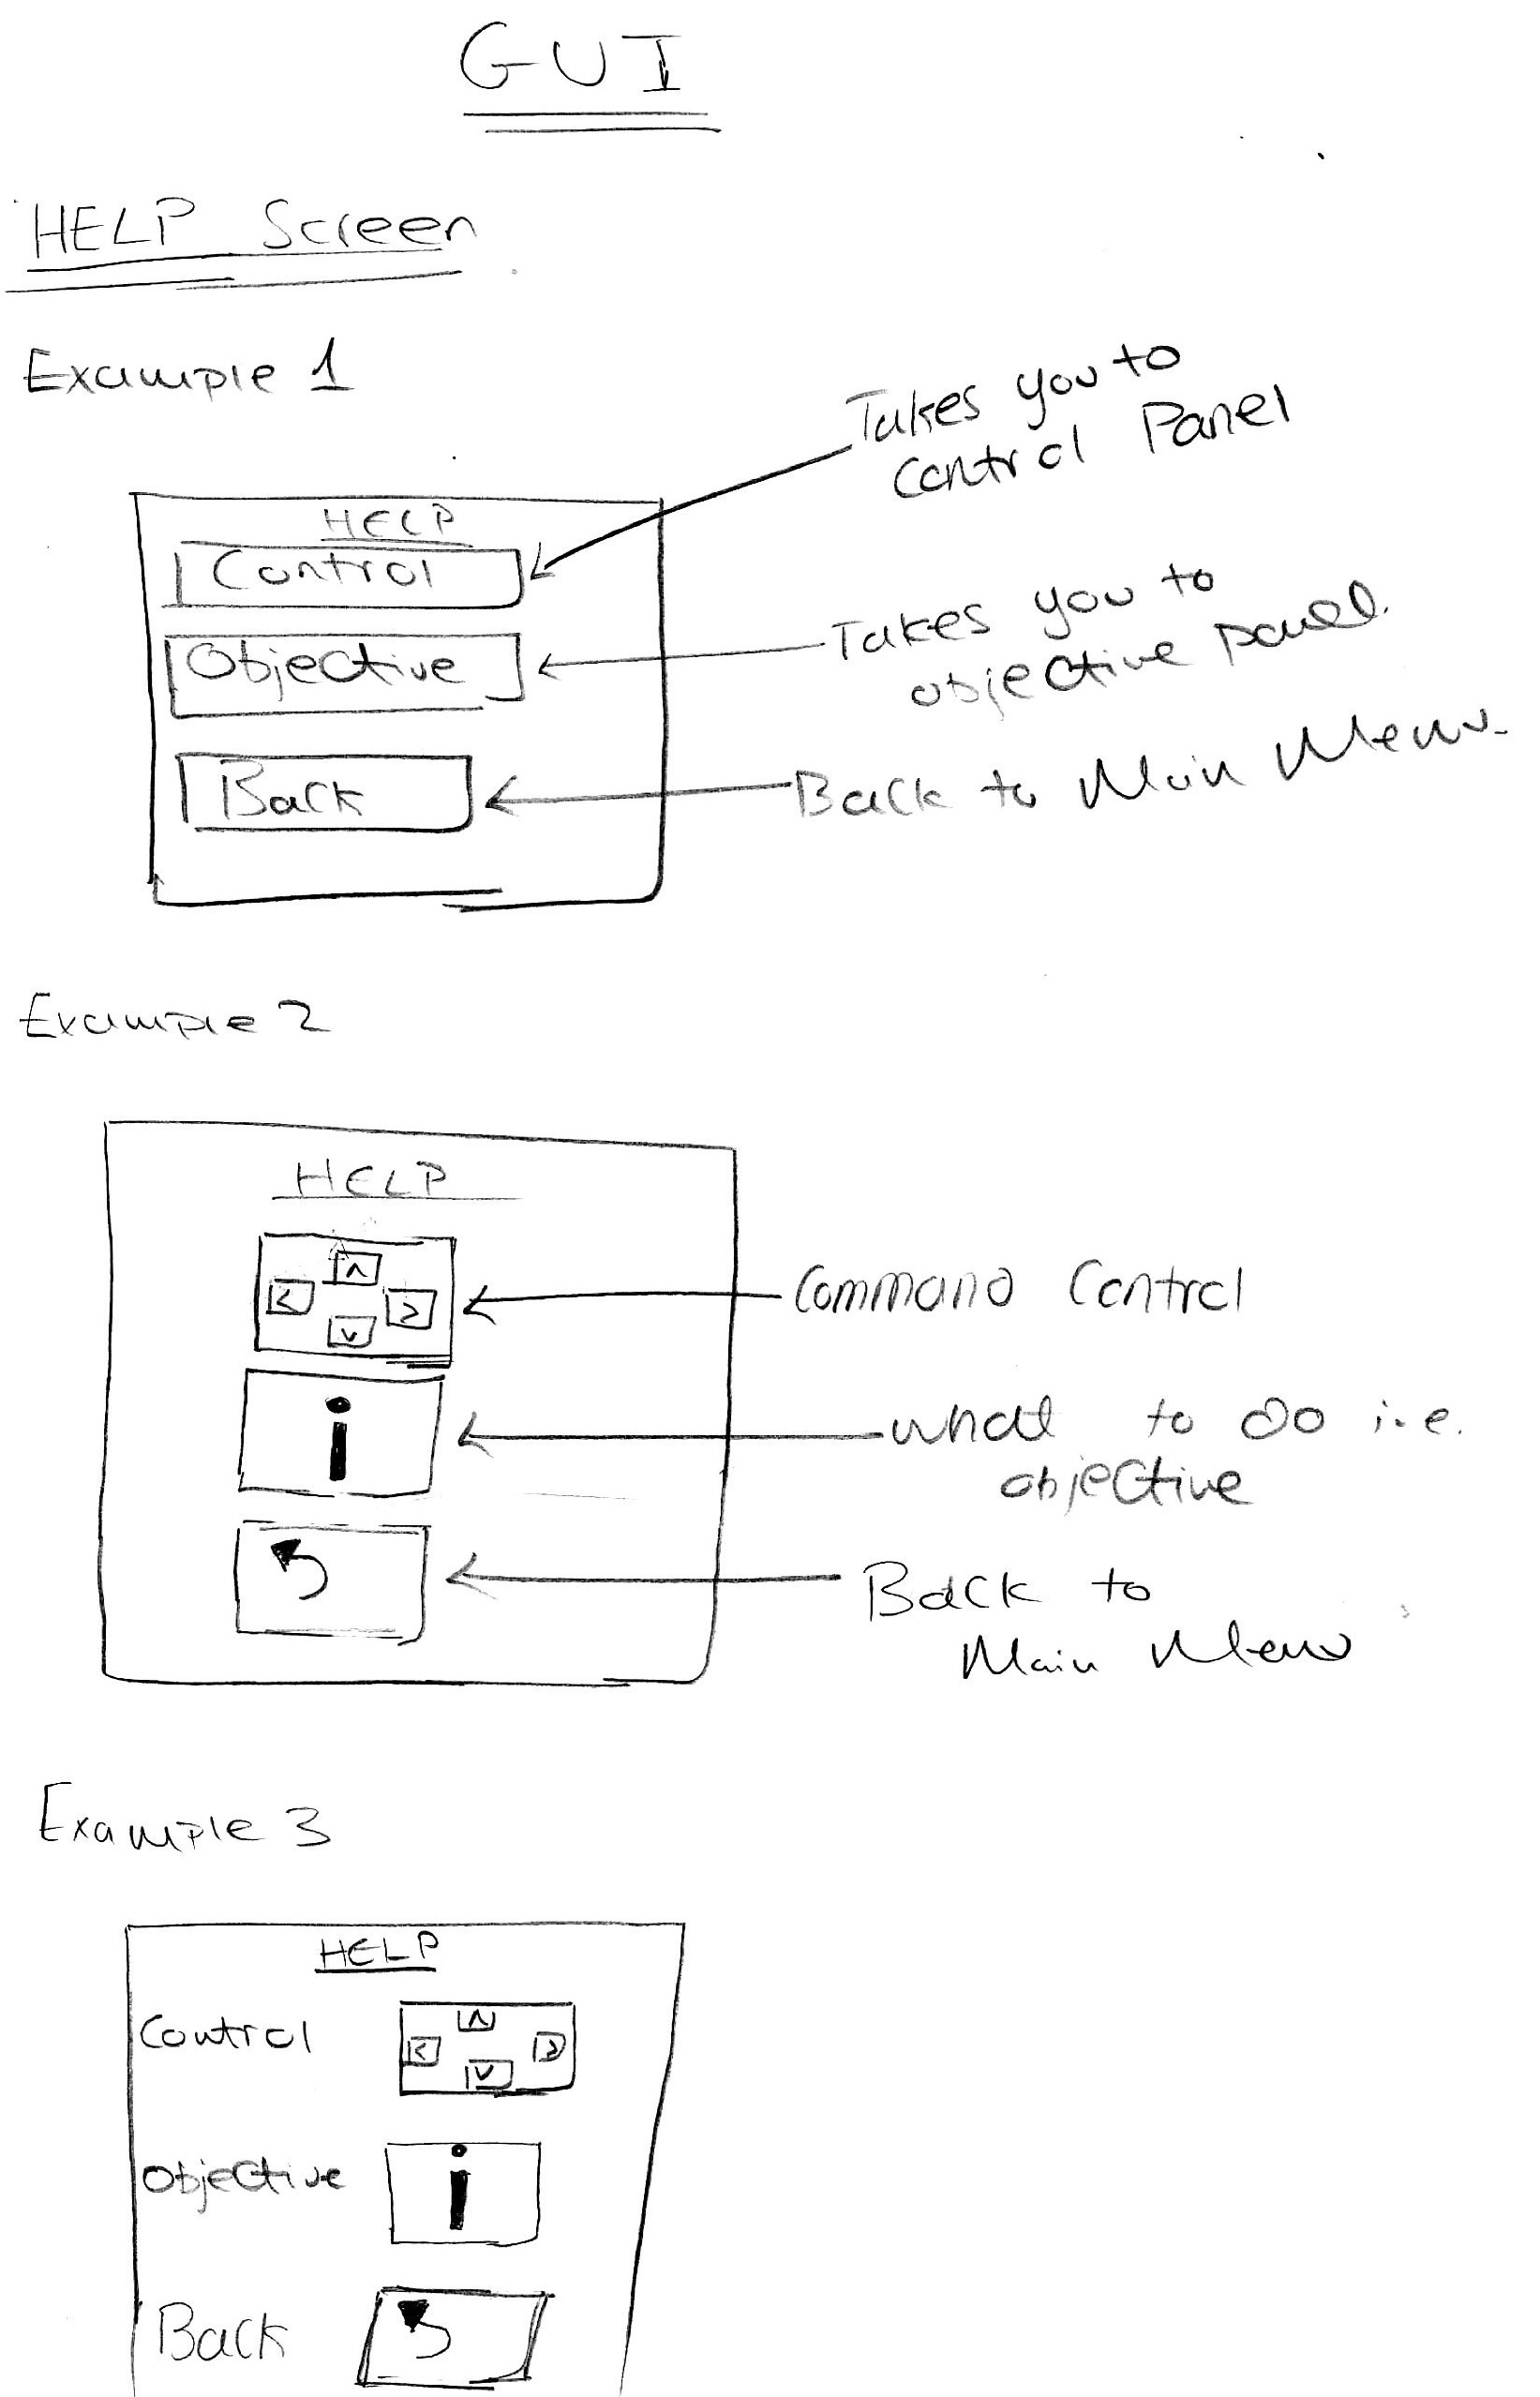 GUI
HELP Screen
Example 1
Takes you to
Control Panel
HELP
Control
Takes you to
objective panel.
Objective
Back to Main Menu.
Back
Example 2
HELP
^
<
>
v
Command Control
i
what to do i.e.
objective
Back to
Main Menu
Example 3
HELP
Control
^
<
>
v
Objective
i
Back